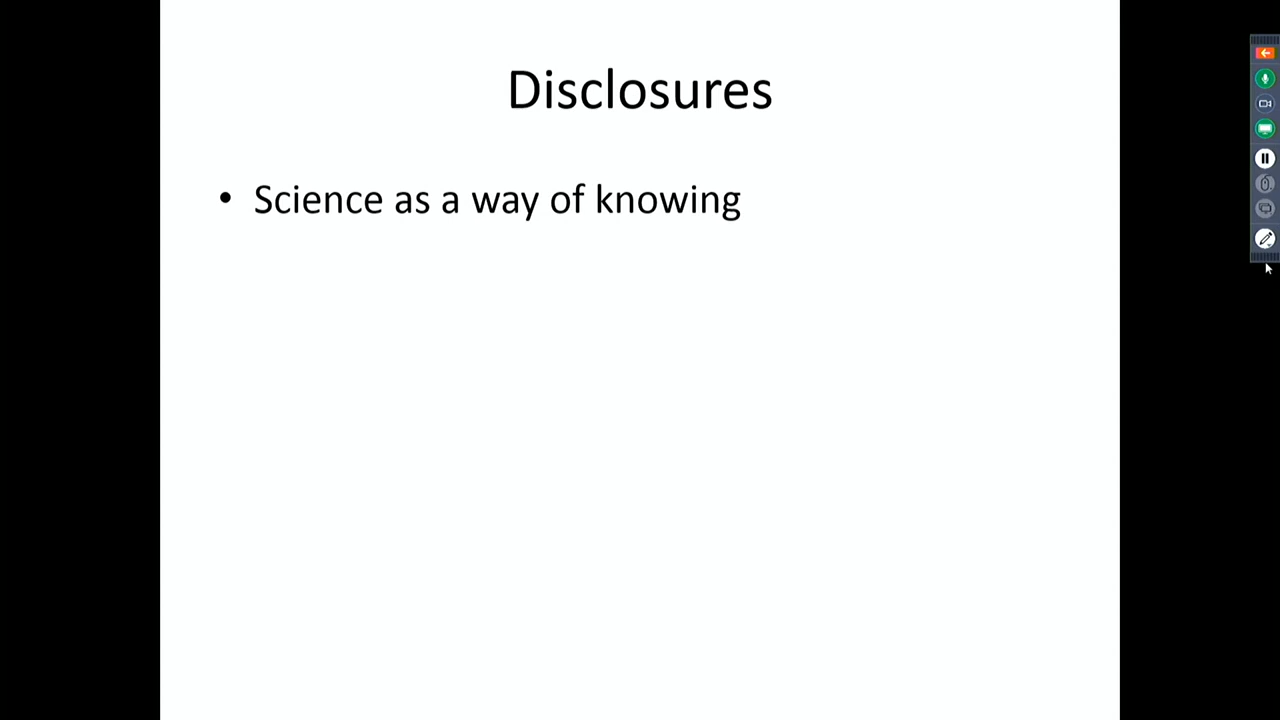 Disclosures
• Science as a way of knowing